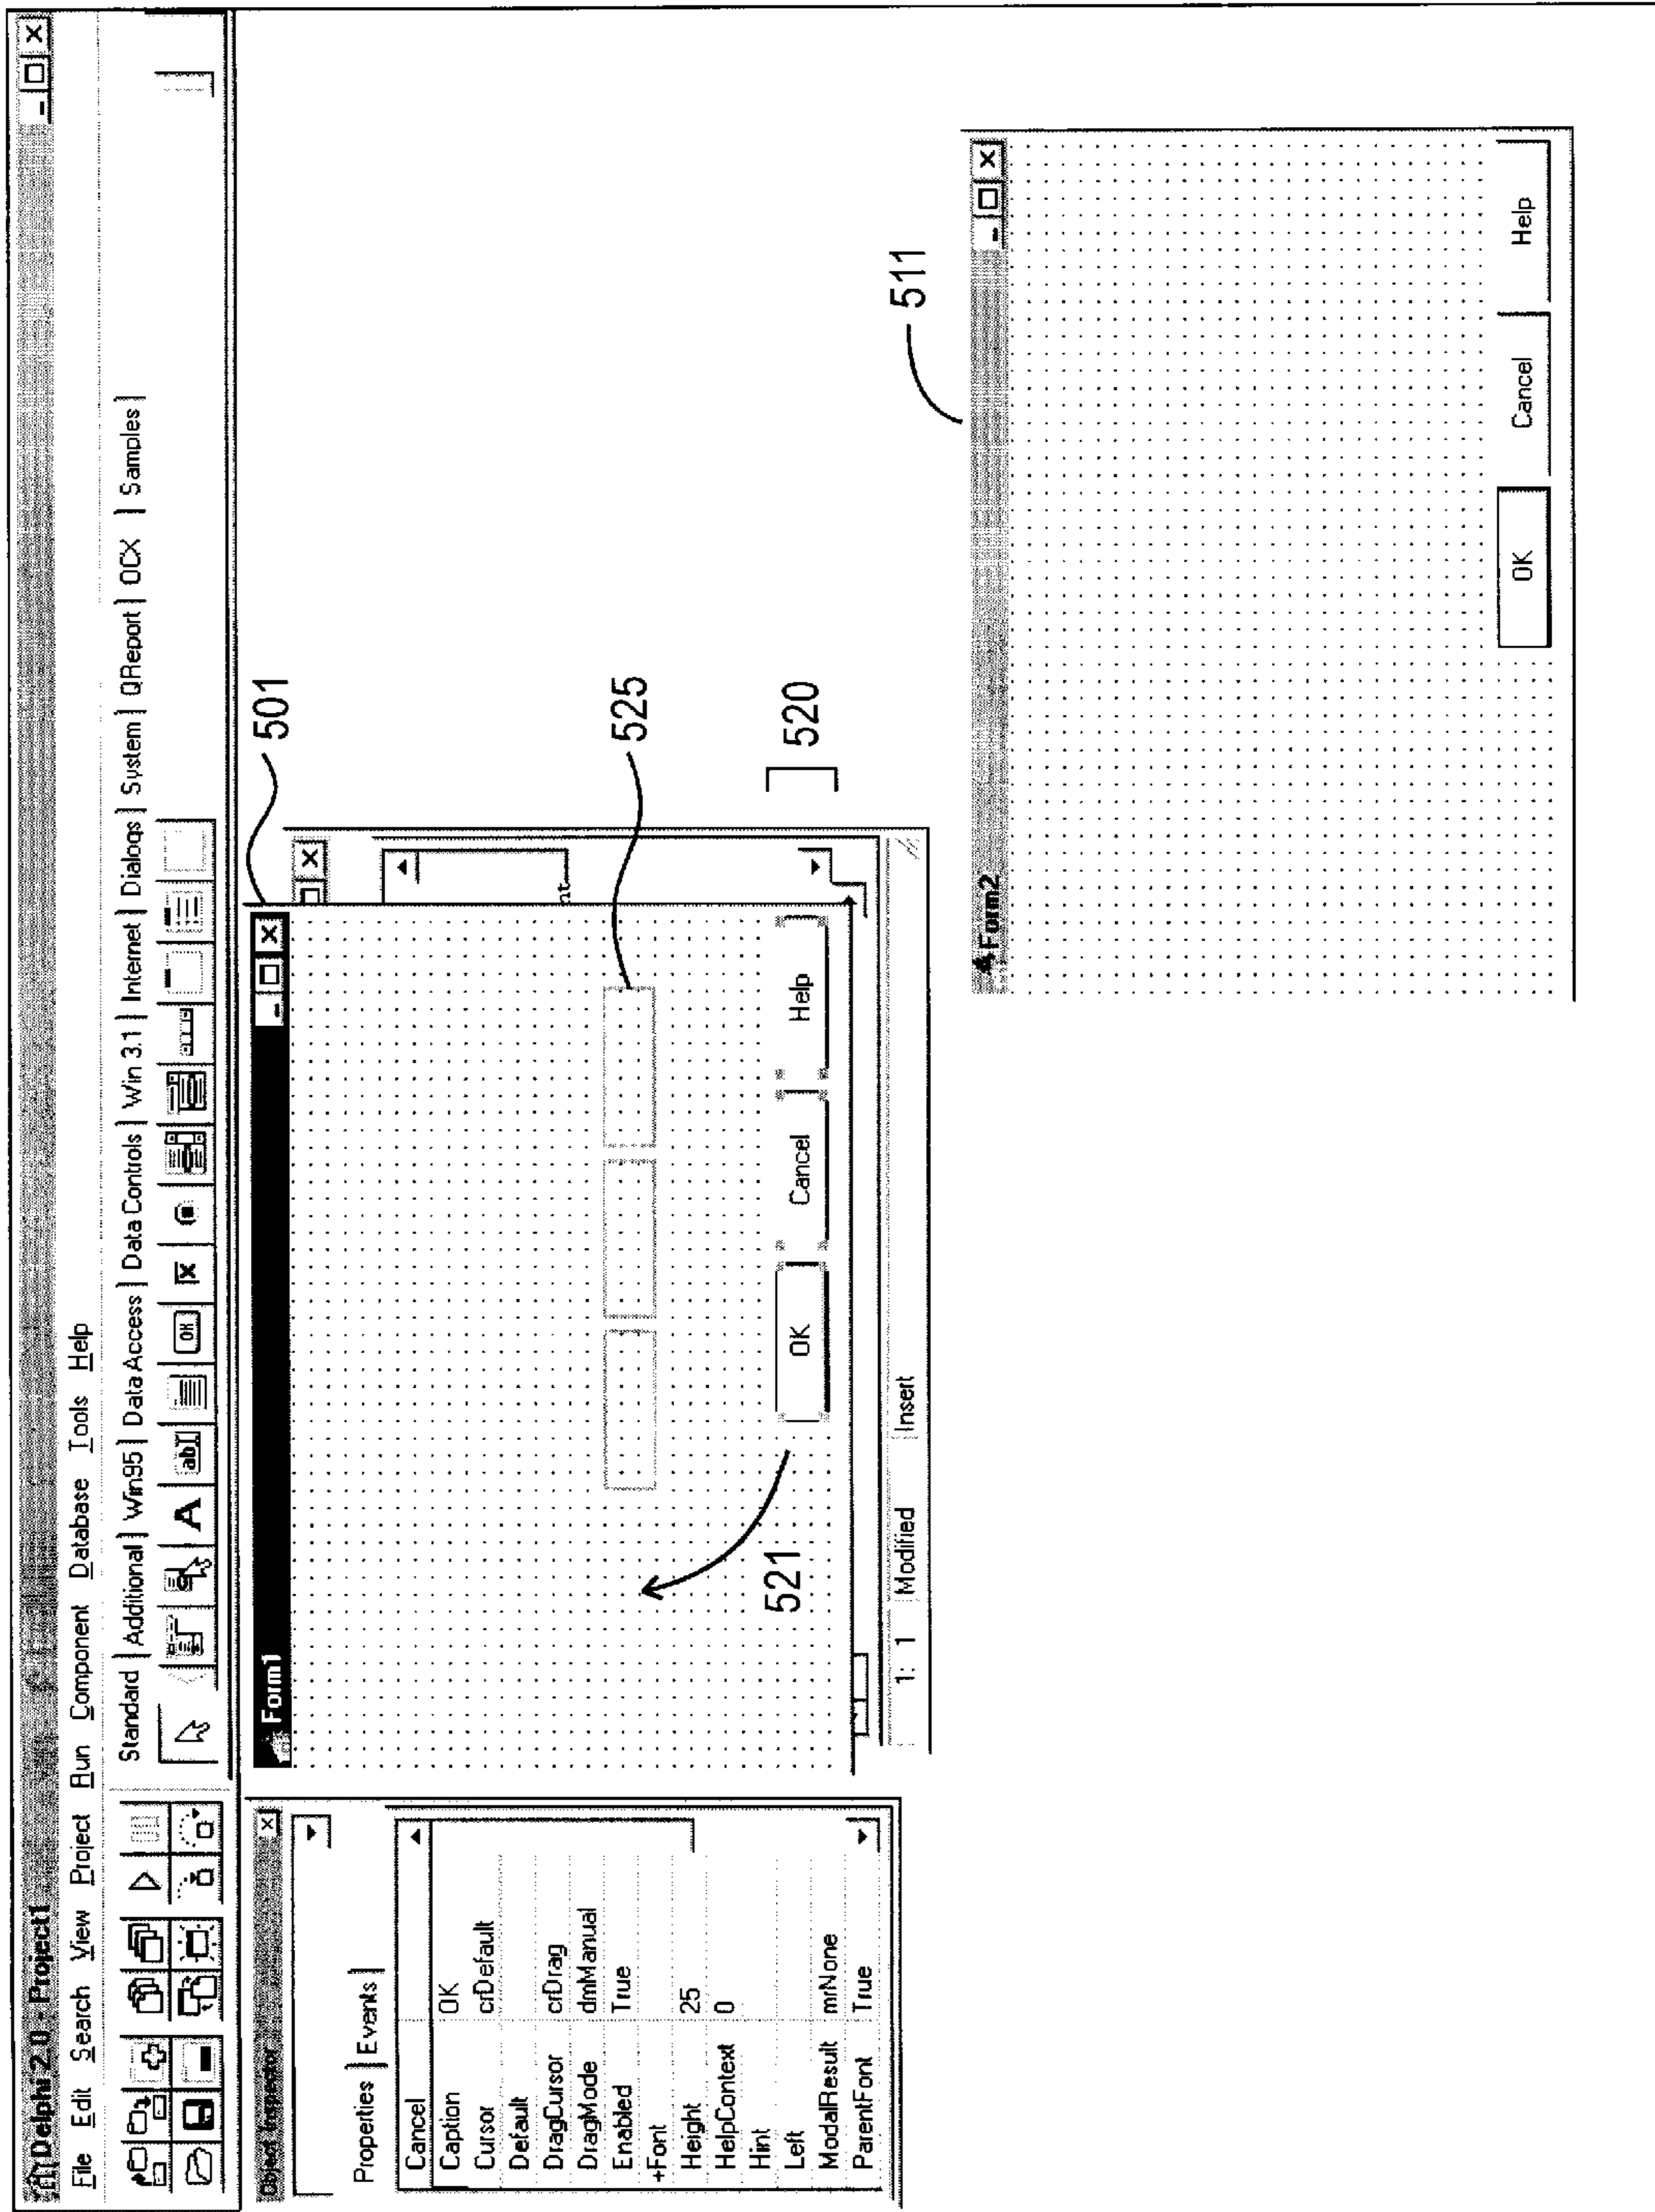 Delphi 2.0 - Project1
File Edit Search View Project Run Component Database Tools Help
Standard Additional Win95 Data Access Data Controls Win 3.1 Internet Dialogs System QReport OCX Samples
A ab OK
Object Inspector
Properties Events
Cancel
Caption OK
Cursor crDefault
Default
DragCursor crDrag
DragMode dmManual
Enabled True
+Font
Height 25
HelpContext 0
Hint
Left
ModalResult mrNone
ParentFont True
501
Form1
nt
525
OK Cancel Help
520
521
1: 1 Modified Insert
511
Form2
OK Cancel Help